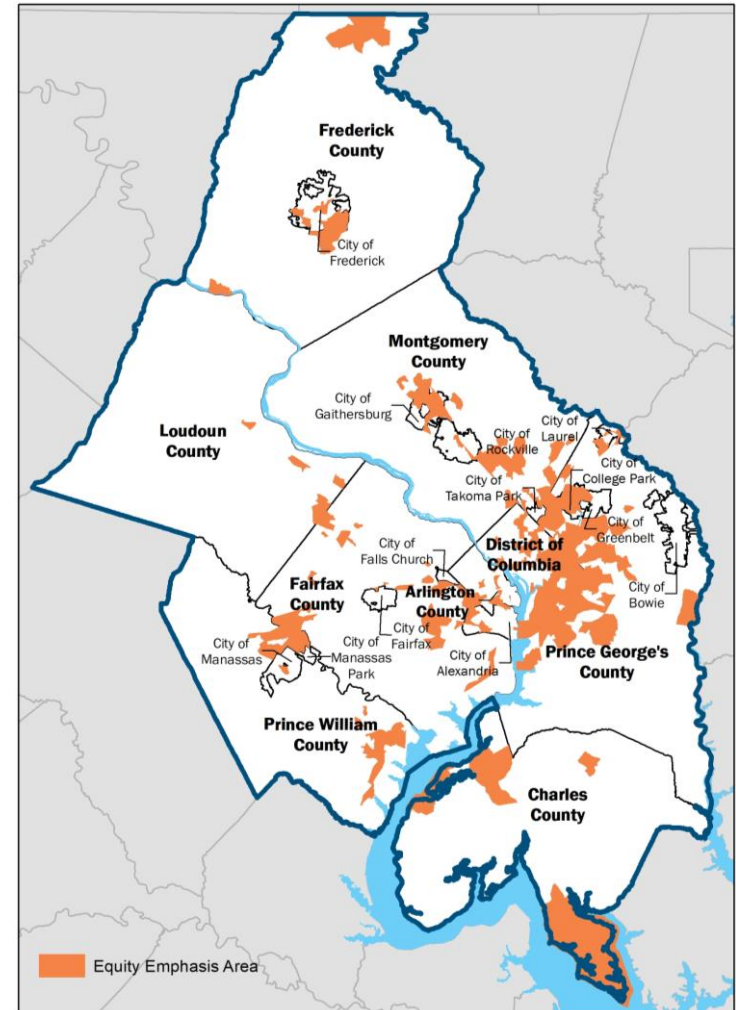 Frederick
County
City of
Frederick
Montgomery
County
City of
Gaithersburg
Loudoun
County
City of
Rockville
City of
Laurel
City of
College Park
City of
Takoma Park
City of
Greenbelt
District of
Columbia
City of
Falls Church
City of
Bowie
Fairfax
County
Arlington
County
City of
Fairfax
City of
Manassas
City of
Manassas
Park
City of
Alexandria
Prince George's
County
Prince William
County
Charles
County
Equity Emphasis Area